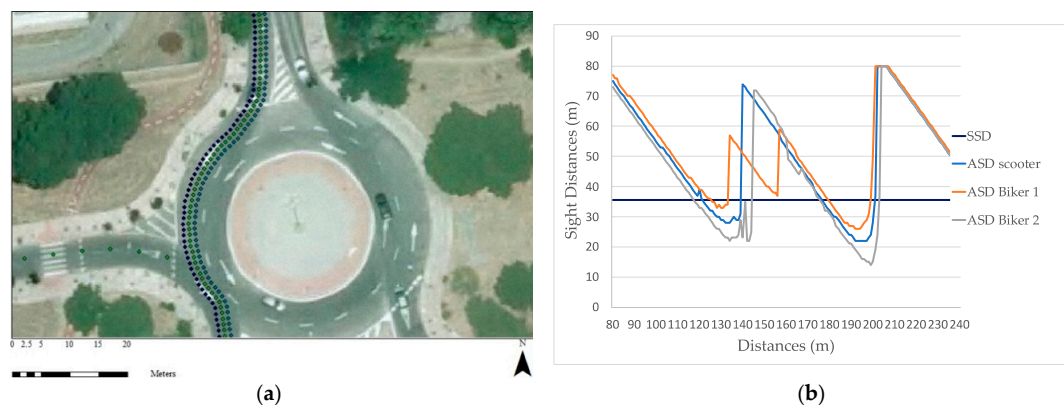 0 2.5 5 10 15 20
Meters
N
(a)
Sight Distances (m)
90
80
70
60
50
40
30
20
10
0
80 90 100 110 120 130 140 150 160 170 180 190 200 210 220 230 240
Distances (m)
SSD
ASD scooter
ASD Biker 1
ASD Biker 2
(b)